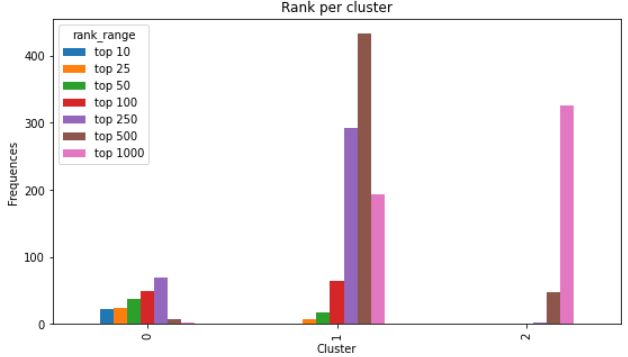 Rank per cluster
rank_range
top 10
top 25
top 50
top 100
top 250
top 500
top 1000
Frequences
400
300
200
100
0
0
1
2
Cluster